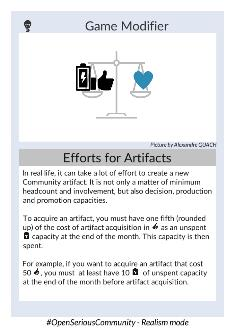 Game Modifier
Picture by Alexandre QUACH
Efforts for Artifacts
In real life, it can take a lot of effort to create a new
Community artifact. It is not only a matter of minimum
headcount and involvement, but also decision, production
and promotion capacities.
To acquire an artifact, you must have one fifth (rounded
up) of the cost of artifact acquisition in as an unspent
capacity at the end of the month. This capacity is then
spent.
For example, if you want to acquire an artifact that cost
50 , you must at least have 10 of unspent capacity
at the end of the month before artifact acquisition.
#OpenSeriousCommunity - Realism mode